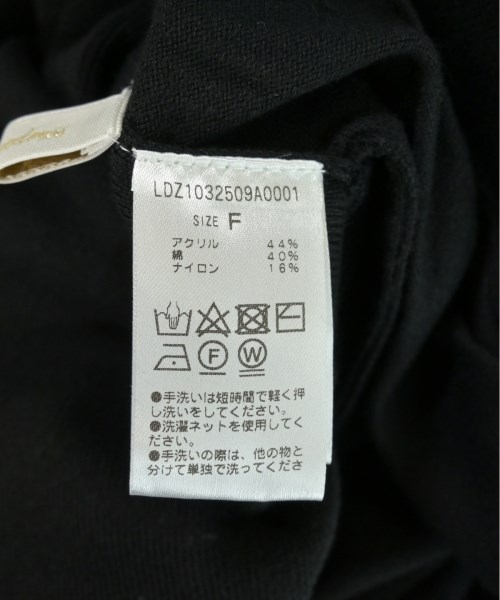 LDZ1032509A0001
SIZE F
アクリル 44%
綿 40%
ナイロン 16%
F W
●手洗いは短時間で軽く押
し洗いをしてください。
●洗濯ネットを使用してく
ださい。
●手洗いの際は、他の物と
分けて単独で洗ってくださ